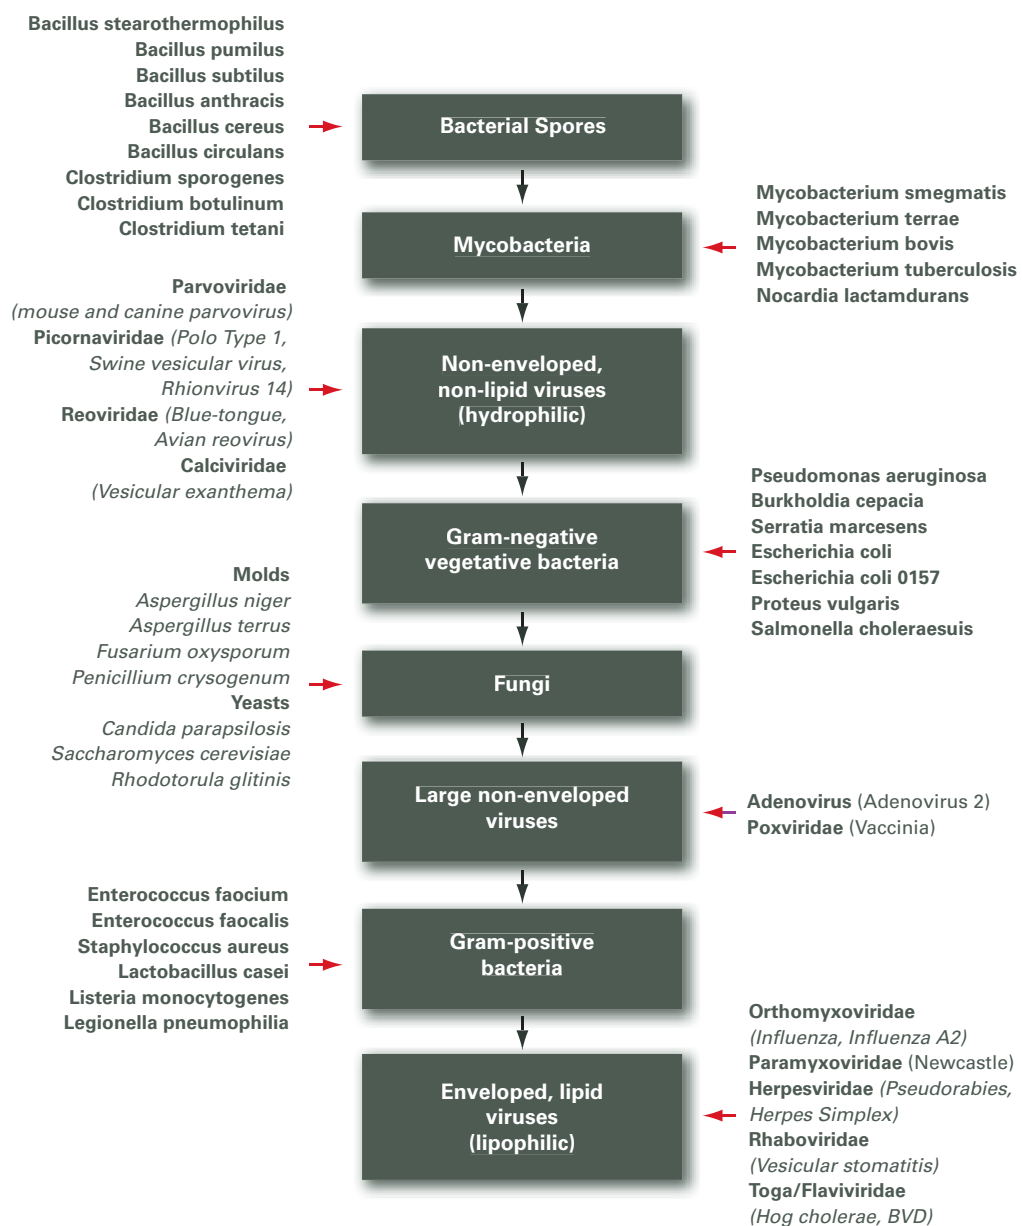 Bacillus stearothermophilus
Bacillus pumilus
Bacillus subtilus
Bacillus anthracis
Bacillus cereus
Bacillus circulans
Clostridium sporogenes
Clostridium botulinum
Clostridium tetani
Bacterial Spores
Mycobacteria
Mycobacterium smegmatis
Mycobacterium terrae
Mycobacterium bovis
Mycobacterium tuberculosis
Nocardia lactamdurans
Parvoviridae
(mouse and canine parvovirus)
Picornaviridae (Polo Type 1,
Swine vesicular virus,
Rhionvirus 14)
Reoviridae (Blue-tongue,
Avian reovirus)
Calciviridae
(Vesicular exanthema)
Non-enveloped,
non-lipid viruses
(hydrophilic)
Gram-negative
vegetative bacteria
Pseudomonas aeruginosa
Burkholdia cepacia
Serratia marcesens
Escherichia coli
Escherichia coli 0157
Proteus vulgaris
Salmonella choleraesuis
Molds
Aspergillus niger
Aspergillus terrus
Fusarium oxysporum
Penicillium crysogenum
Yeasts
Candida parapsilosis
Saccharomyces cerevisiae
Rhodotorula glitinis
Fungi
Large non-enveloped
viruses
Adenovirus (Adenovirus 2)
Poxviridae (Vaccinia)
Enterococcus faocium
Enterococcus faocalis
Staphylococcus aureus
Lactobacillus casei
Listeria monocytogenes
Legionella pneumophilia
Gram-positive
bacteria
Enveloped, lipid
viruses
(lipophilic)
Orthomyxoviridae
(Influenza, Influenza A2)
Paramyxoviridae (Newcastle)
Herpesviridae (Pseudorabies,
Herpes Simplex)
Rhaboviridae
(Vesicular stomatitis)
Toga/Flaviviridae
(Hog cholerae, BVD)